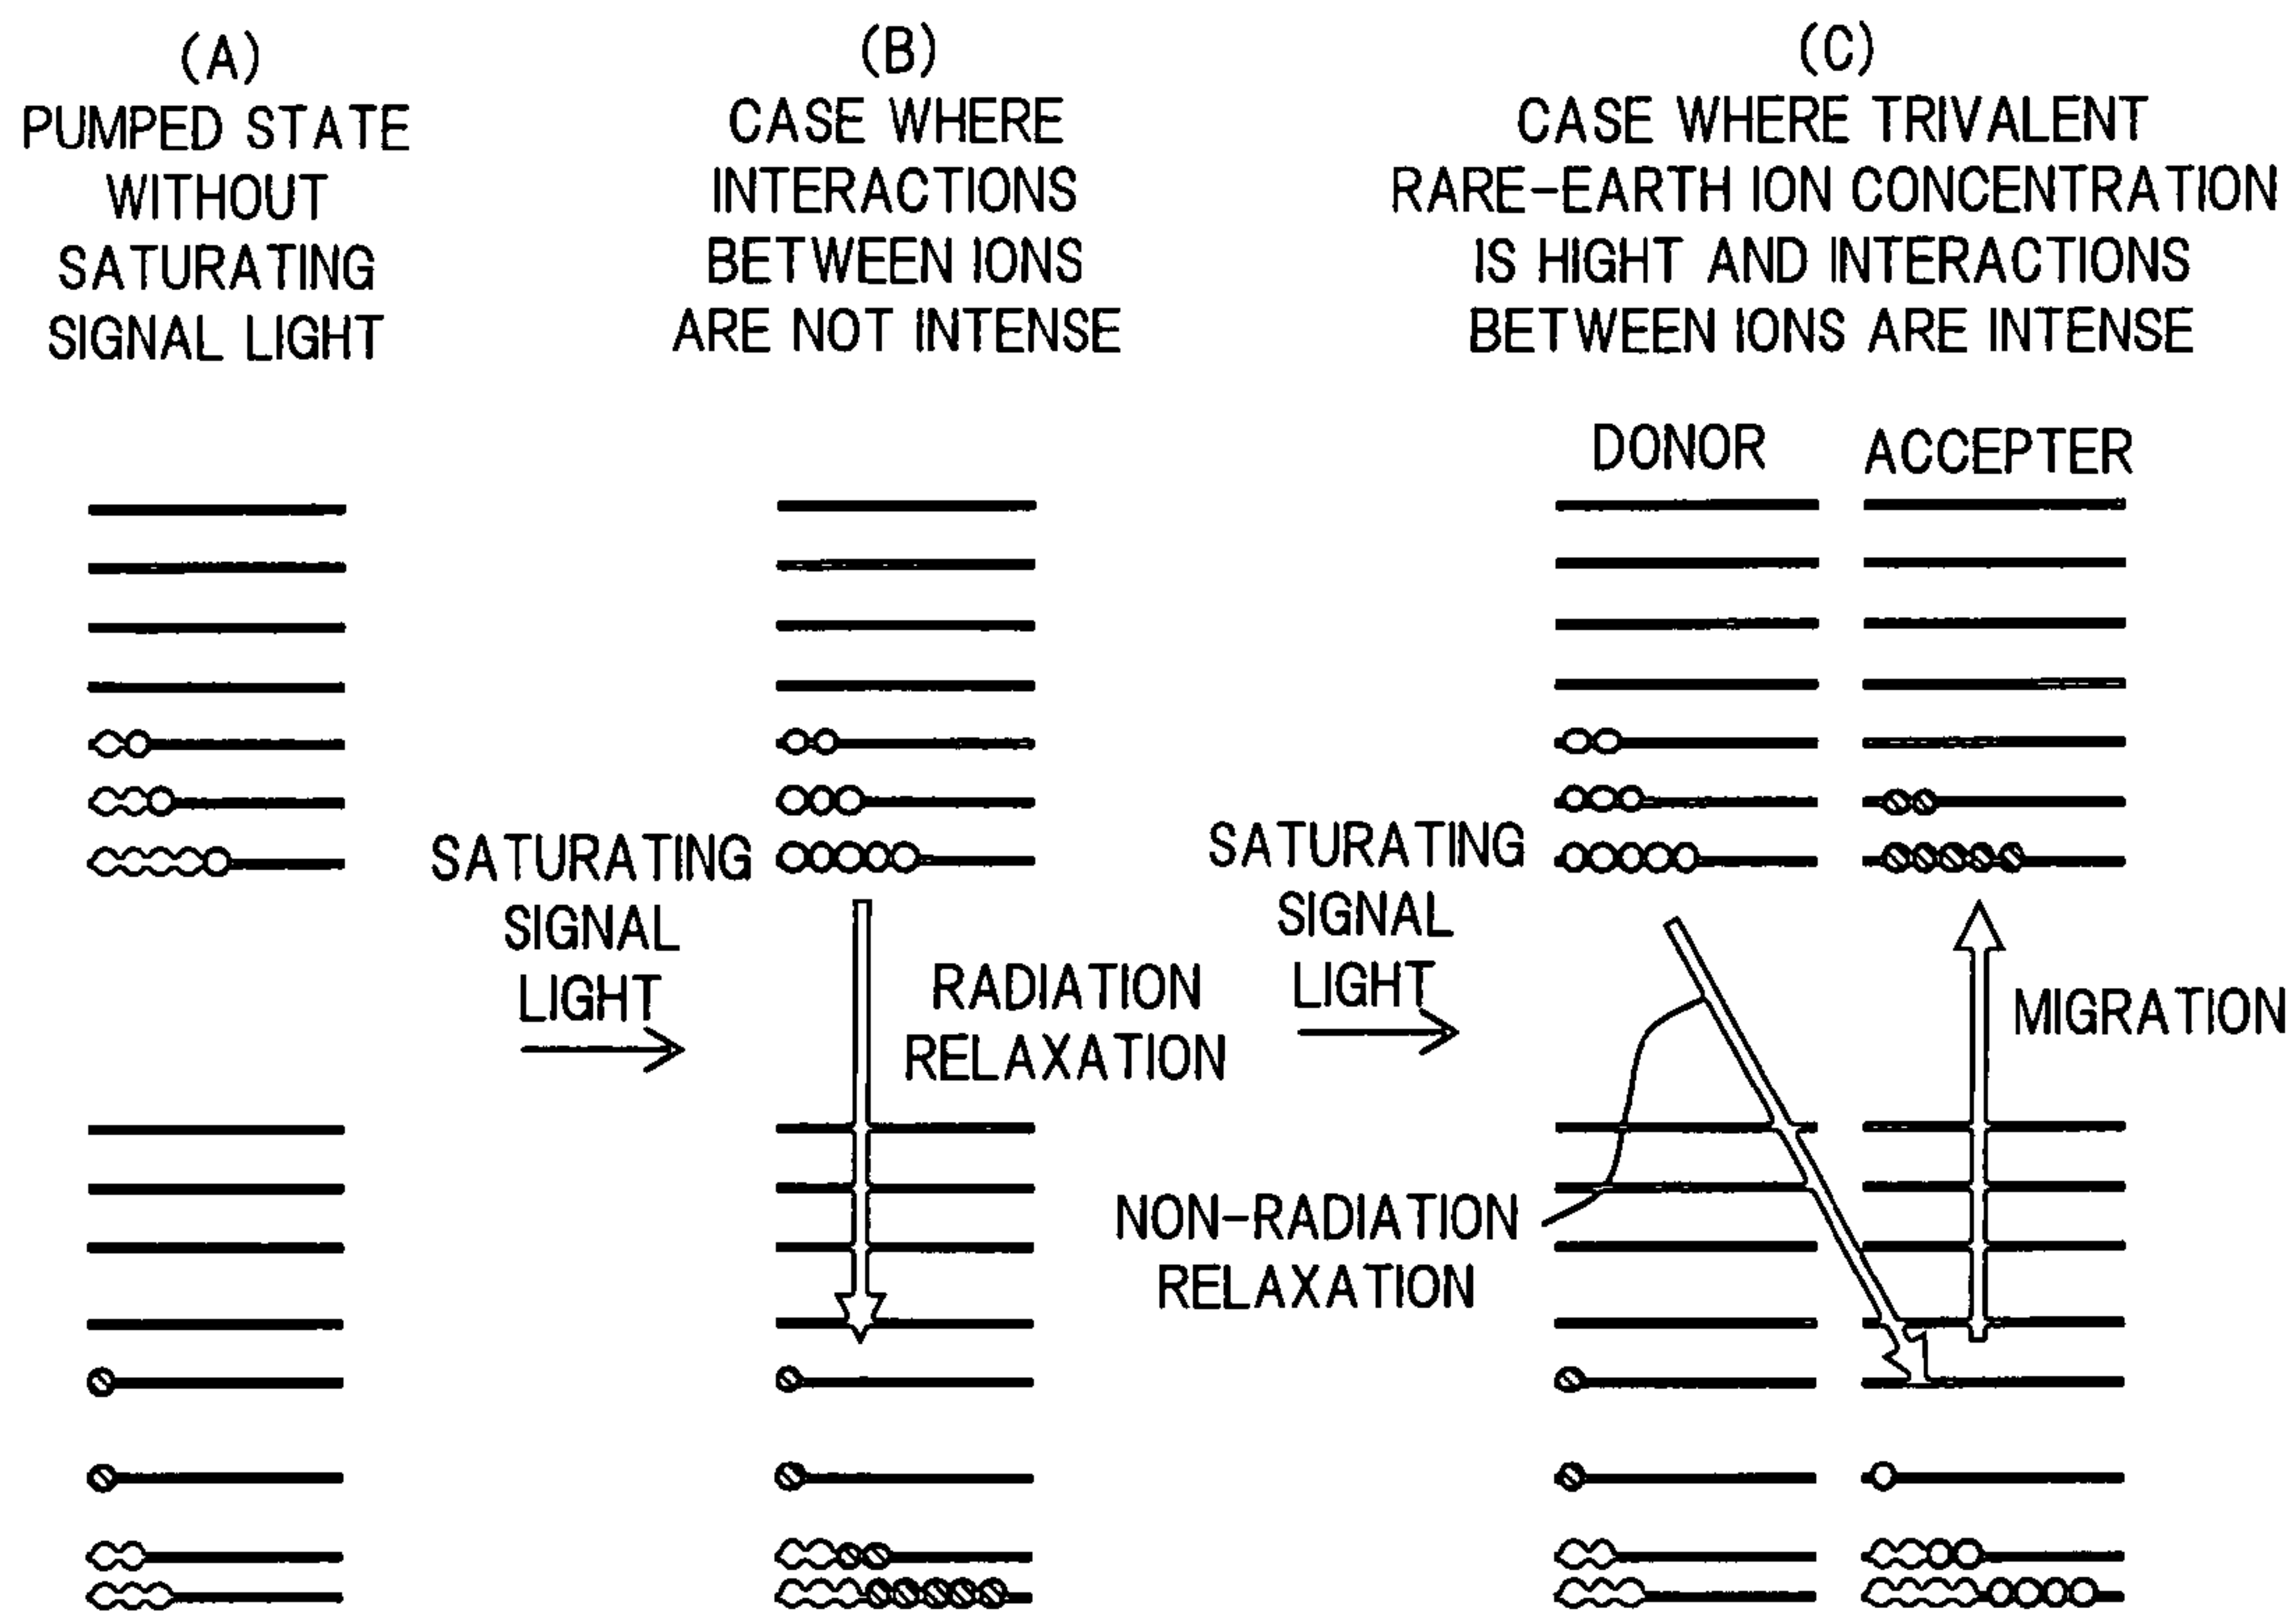 (A)
PUMPED STATE
WITHOUT
SATURATING
SIGNAL LIGHT
(B)
CASE WHERE
INTERACTIONS
BETWEEN IONS
ARE NOT INTENSE
(C)
CASE WHERE TRIVALENT
RARE-EARTH ION CONCENTRATION
IS HIGHT AND INTERACTIONS
BETWEEN IONS ARE INTENSE
DONOR
ACCEPTER
SATURATING
SIGNAL
LIGHT
RADIATION
RELAXATION
SATURATING
SIGNAL
LIGHT
MIGRATION
NON-RADIATION
RELAXATION